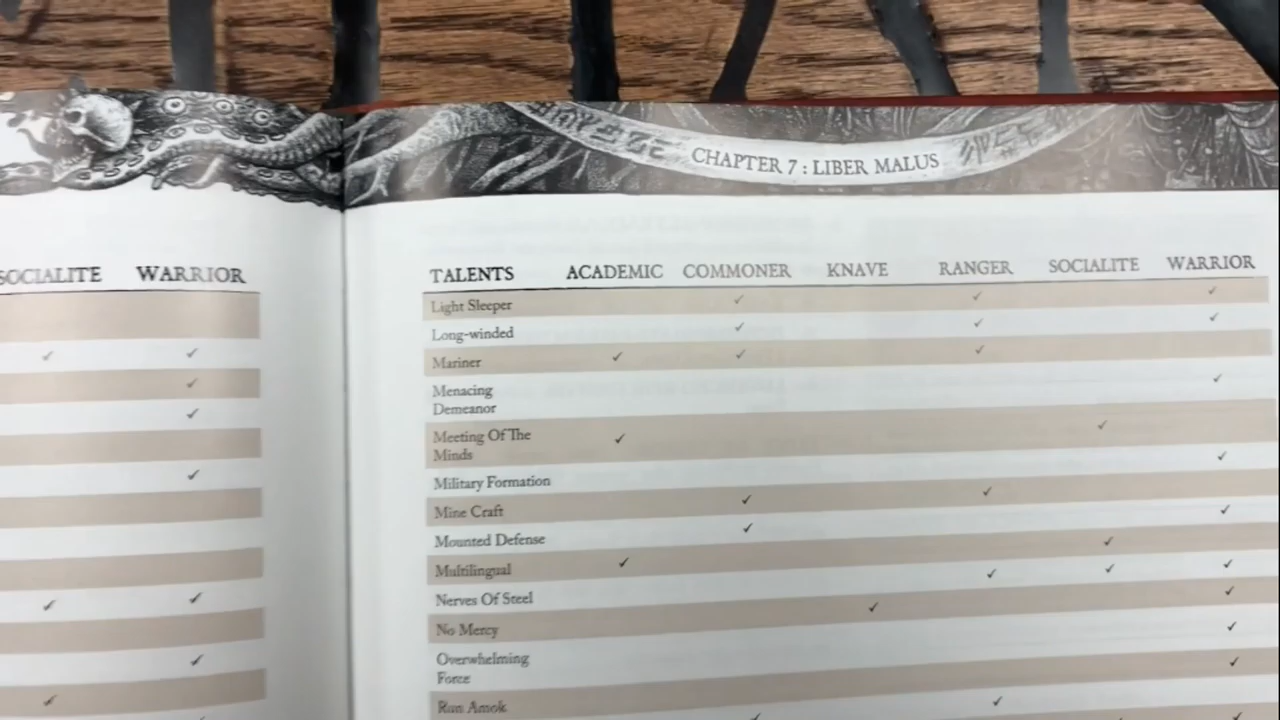 CHAPTER 7 : LIBER MALUS
SOCIALITE WARRIOR
TALENTS ACADEMIC COMMONER KNAVE RANGER SOCIALITE WARRIOR
Light Sleeper
Long-winded
Mariner
Menacing
Demeanor
Meeting Of The
Minds
Military Formation
Mine Craft
Mounted Defense
Multilingual
Nerves Of Steel
No Mercy
Overwhelming
Force
Run Amok